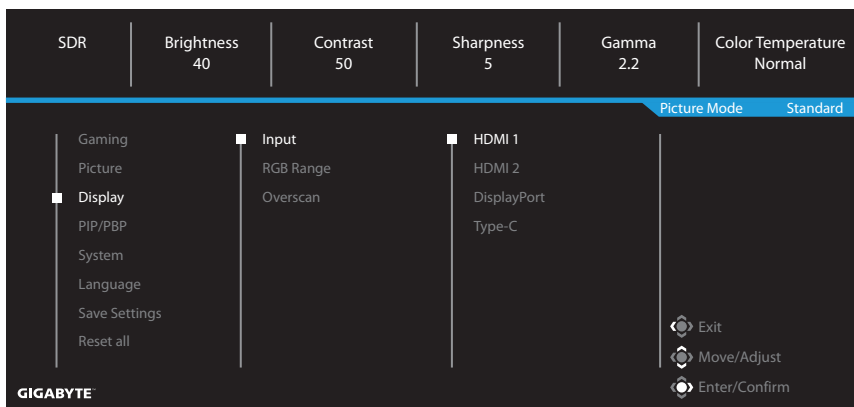 SDR Brightness Contrast Sharpness Gamma Color Temperature
40 50 5 2.2 Normal
Picture Mode Standard
Gaming Input HDMI 1
Picture RGB Range HDMI 2
Display Overscan DisplayPort
PIP/PBP Type-C
System
Language
Save Settings
Exit
Reset all
Move/Adjust
Enter/Confirm
GIGABYTE™